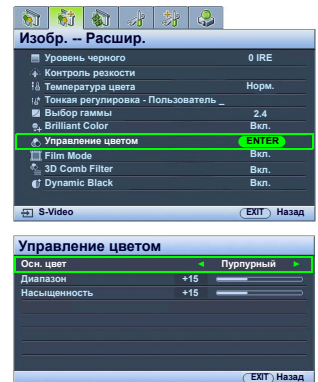 Изобр. -- Расшир.
Уровень черного 0 IRE
Контроль резкости
Температура цвета Норм.
Тонкая регулировка - Пользователь _
Выбор гаммы 2.4
Brilliant Color Вкл.
Управление цветом ENTER
Film Mode Вкл.
3D Comb Filter Вкл.
Dynamic Black Вкл.
S-Video EXIT Назад
Управление цветом
Осн. цвет Пурпурный
Диапазон +15
Насыщенность +15
EXIT Назад